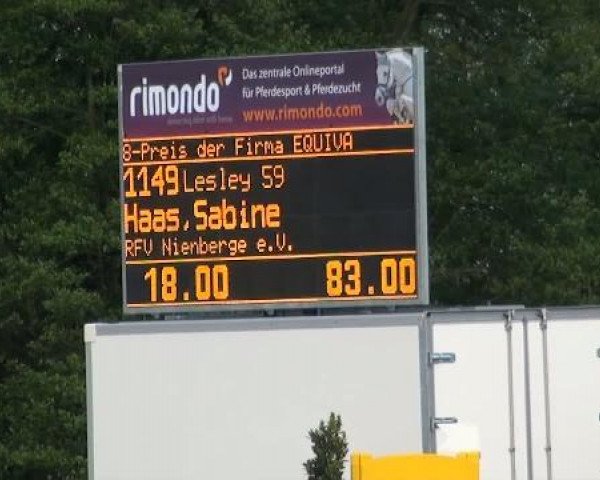 rimondo
Das zentrale Onlineportal
für Pferdesport & Pferdezucht
www.rimondo.com
8-Preis der Firma EQUIVA
1149 Lesley 59
Haas, Sabine
RFV Nienberge e.V.
18.00 83.00